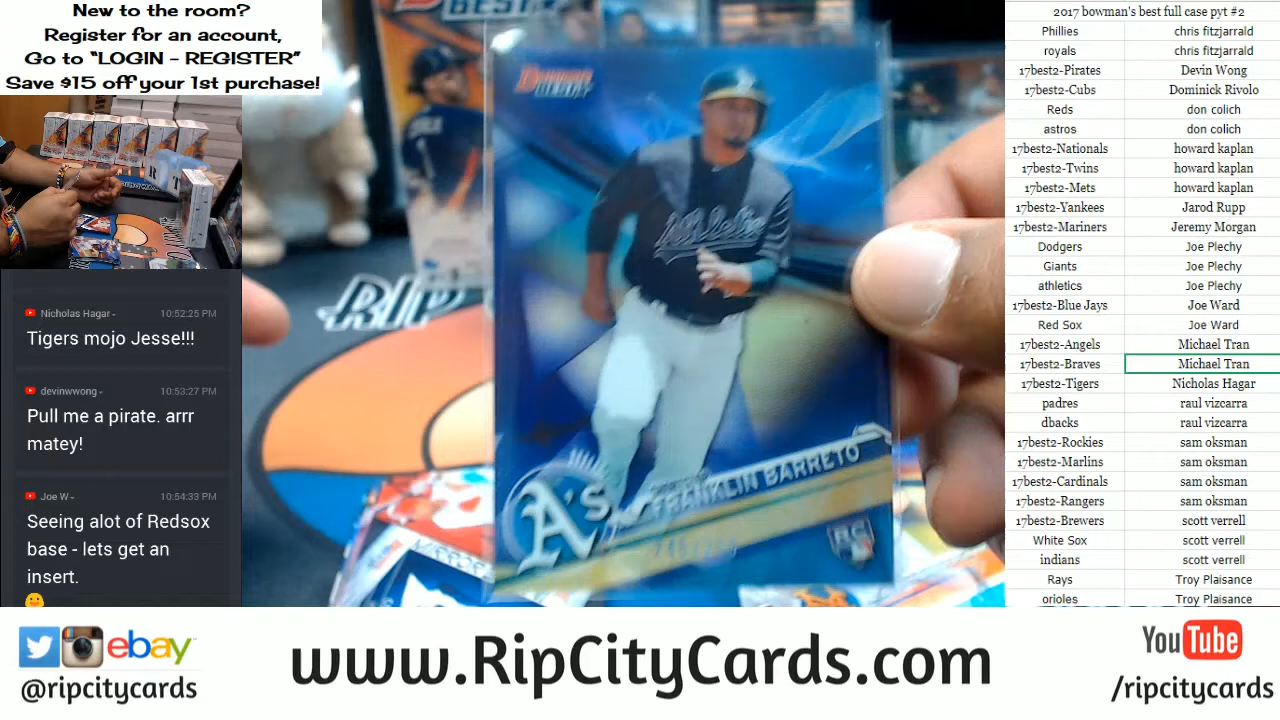 New to the room?
Register for an account,
Go to “LOGIN - REGISTER”
Save $15 off your 1st purchase!
Nicholas Hagar
10:52:25 PM
Tigers mojo Jesse!!!
devinwwong
10:53:27 PM
Pull me a pirate. arrr
matey!
Joe W
10:54:33 PM
Seeing alot of Redsox
base - lets get an
insert.
BEST
Bowman's
BEST
Athletics
RIP
A's
FRANKLIN BARRETO
RC
2017 bowman's best full case pyt #2
Phillies chris fitzjarrald
royals chris fitzjarrald
17best2-Pirates Devin Wong
17best2-Cubs Dominick Rivolo
Reds don colich
astros don colich
17best2-Nationals howard kaplan
17best2-Twins howard kaplan
17best2-Mets howard kaplan
17best2-Yankees Jarod Rupp
17best2-Mariners Jeremy Morgan
Dodgers Joe Plechy
Giants Joe Plechy
athletics Joe Plechy
17best2-Blue Jays Joe Ward
Red Sox Joe Ward
17best2-Angels Michael Tran
17best2-Braves Michael Tran
17best2-Tigers Nicholas Hagar
padres raul vizcarra
dbacks raul vizcarra
17best2-Rockies sam oksman
17best2-Marlins sam oksman
17best2-Cardinals sam oksman
17best2-Rangers sam oksman
17best2-Brewers scott verrell
White Sox scott verrell
indians scott verrell
Rays Troy Plaisance
orioles Troy Plaisance
ebay
@ripcitycards
www.RipCityCards.com
YouTube
/ripcitycards